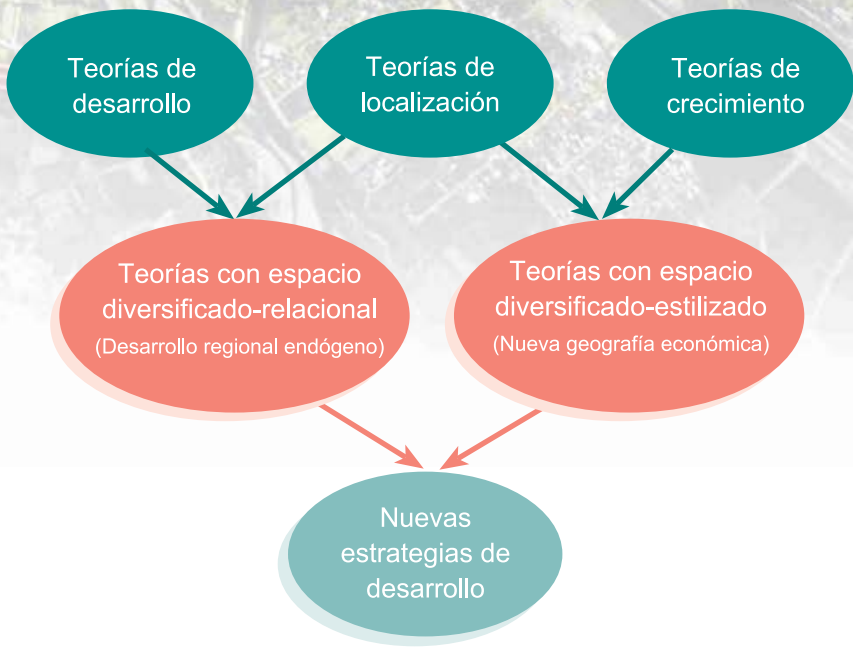 Teorías de
desarrollo
Teorías de
localización
Teorías de
crecimiento
Teorías con espacio
diversificado-relacional
(Desarrollo regional endógeno)
Teorías con espacio
diversificado-estilizado
(Nueva geografía económica)
Nuevas
estrategias de
desarrollo